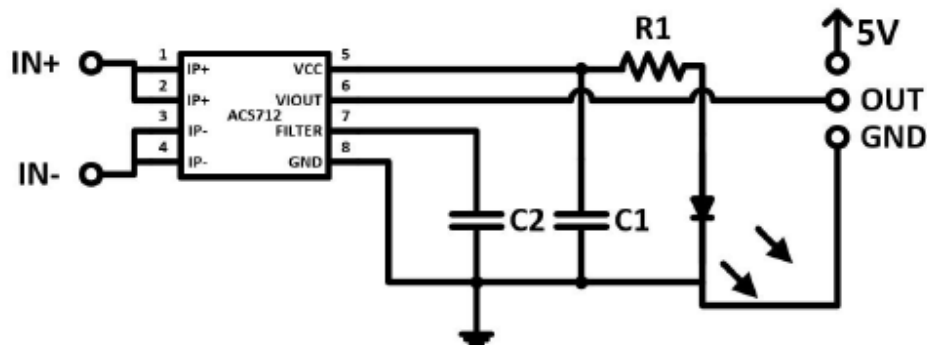 R1
5V
IN+
1
IP+
VCC
5
2
IP+
VIOUT
6
OUT
ACS712
3
IP-
FILTER
7
GND
4
IP-
GND
8
IN-
C2
C1